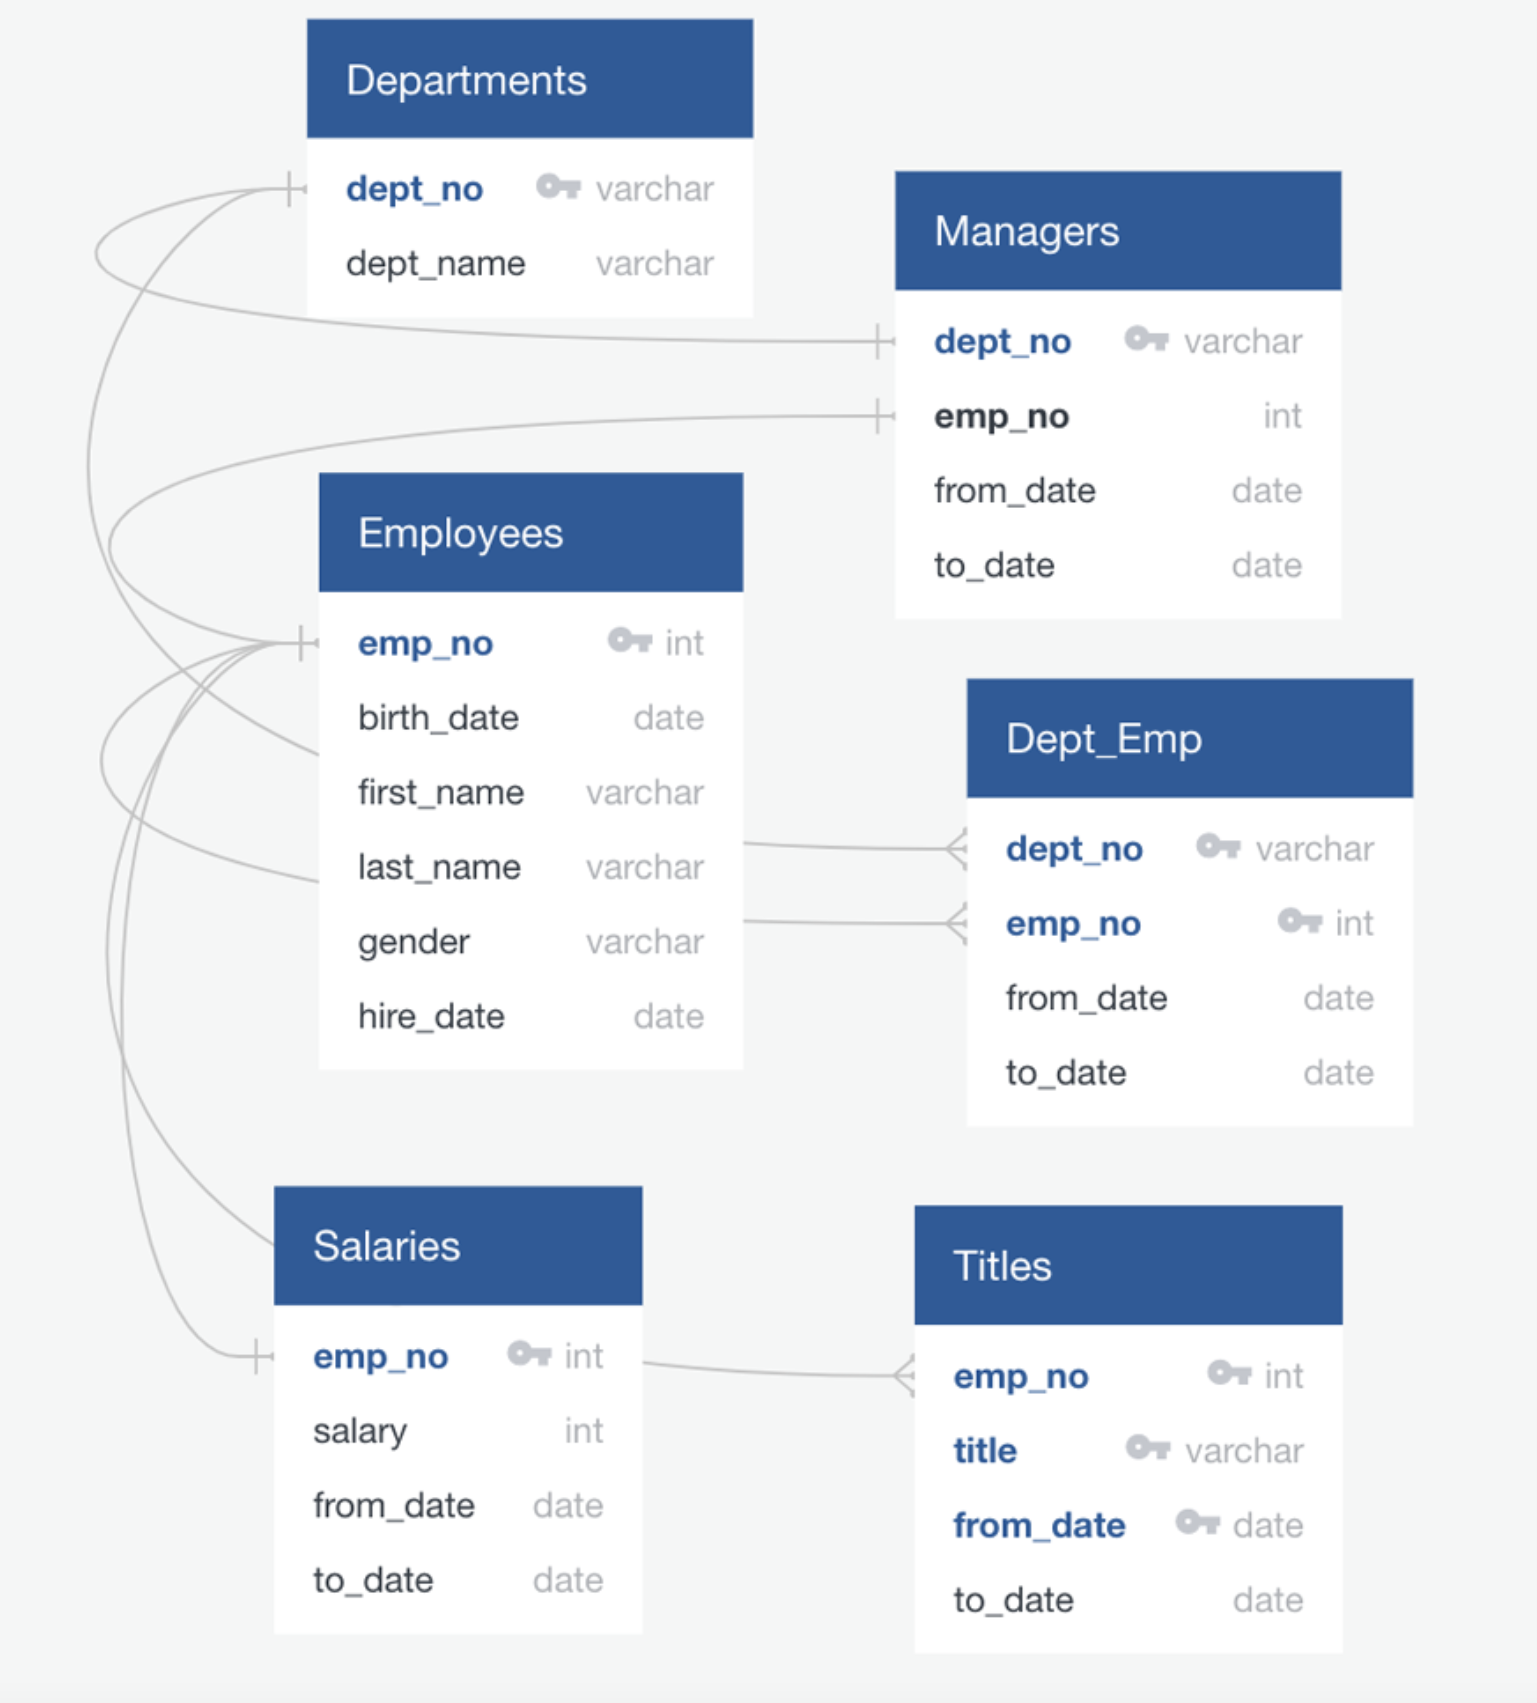 Departments
dept_no varchar
dept_name varchar
Managers
dept_no varchar
emp_no int
from_date date
to_date date
Employees
emp_no int
birth_date date
first_name varchar
last_name varchar
gender varchar
hire_date date
Dept_Emp
dept_no varchar
emp_no int
from_date date
to_date date
Salaries
emp_no int
salary int
from_date date
to_date date
Titles
emp_no int
title varchar
from_date date
to_date date